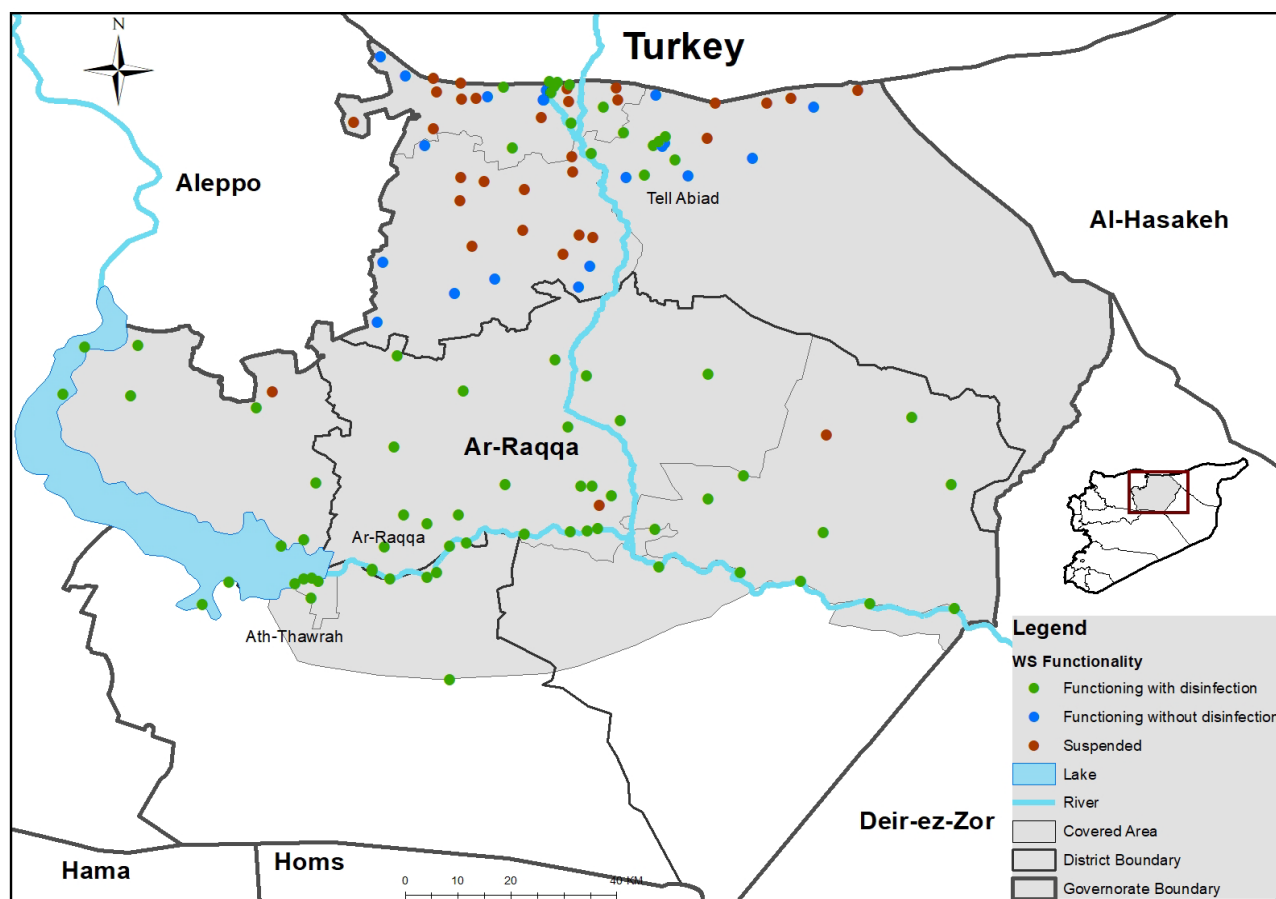 N
Turkey
Aleppo
Tell Abiad
Al-Hasakeh
Ar-Raqqa
Ar-Raqqa
Ath-Thawrah
Deir-ez-Zor
Hama
Homs
0 10 20 40 KM
Legend
WS Functionality
Functioning with disinfection
Functioning without disinfection
Suspended
Lake
River
Covered Area
District Boundary
Governorate Boundary